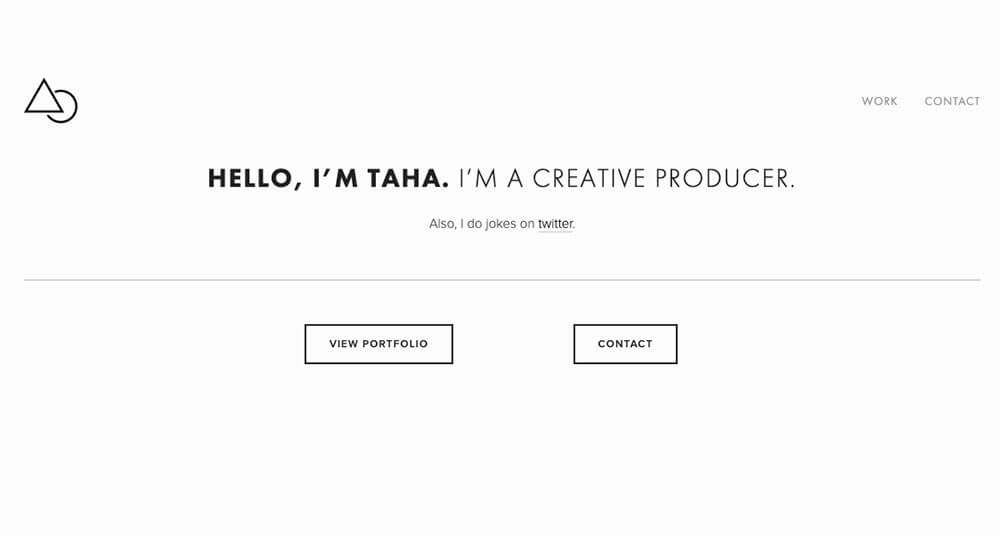 WORK CONTACT
HELLO, I'M TAHA. I'M A CREATIVE PRODUCER.
Also, I do jokes on twitter.
VIEW PORTFOLIO CONTACT